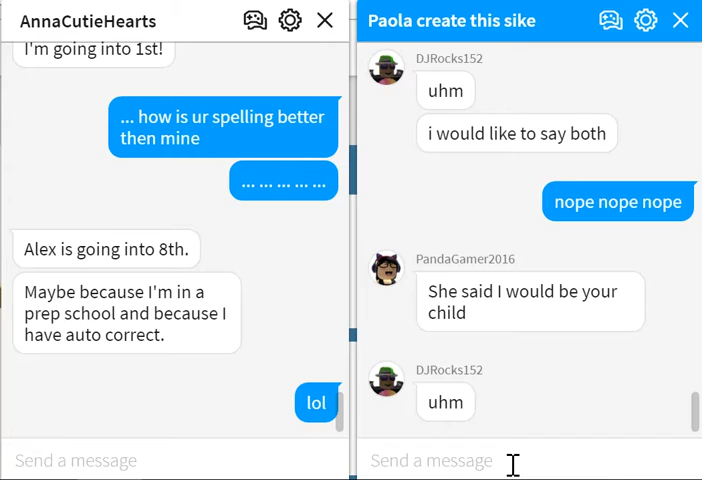 AnnaCutieHearts
I'm going into 1st!
... how is ur spelling better
then mine
... ... ... ... ...
Alex is going into 8th.
Maybe because I'm in a
prep school and because I
have auto correct.
lol
Send a message
Paola create this sike
DJRocks152
uhm
i would like to say both
nope nope nope
PandaGamer2016
She said I would be your
child
DJRocks152
uhm
Send a message